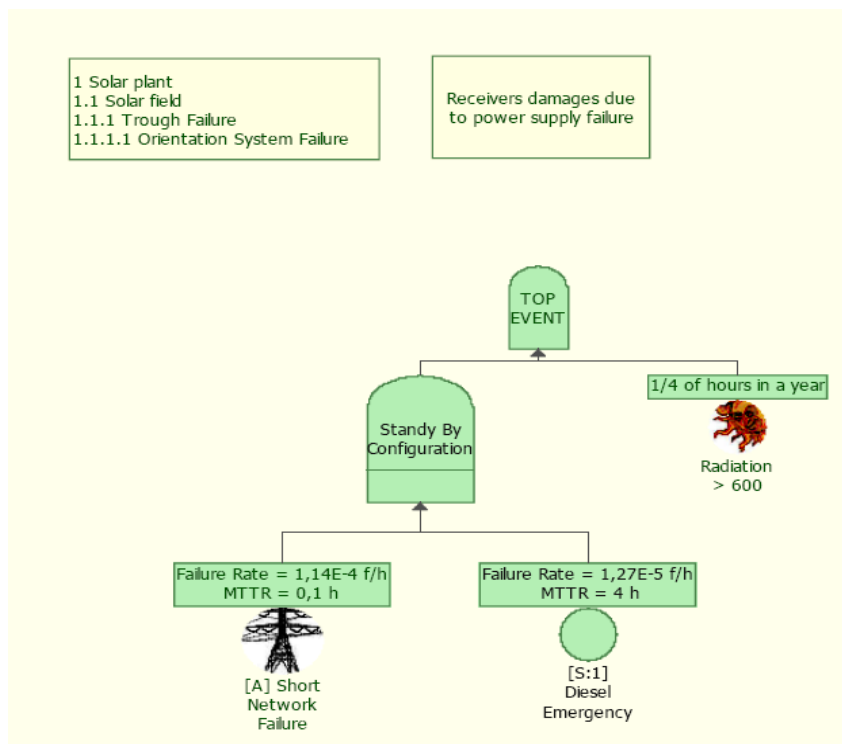 1 Solar plant
1.1 Solar field
1.1.1 Trough Failure
1.1.1.1 Orientation System Failure
Receivers damages due
to power supply failure
TOP
EVENT
1/4 of hours in a year
Radiation
> 600
Standy By
Configuration
Failure Rate = 1,14E-4 f/h
MTTR = 0,1 h
[A] Short
Network
Failure
Failure Rate = 1,27E-5 f/h
MTTR = 4 h
[S:1]
Diesel
Emergency